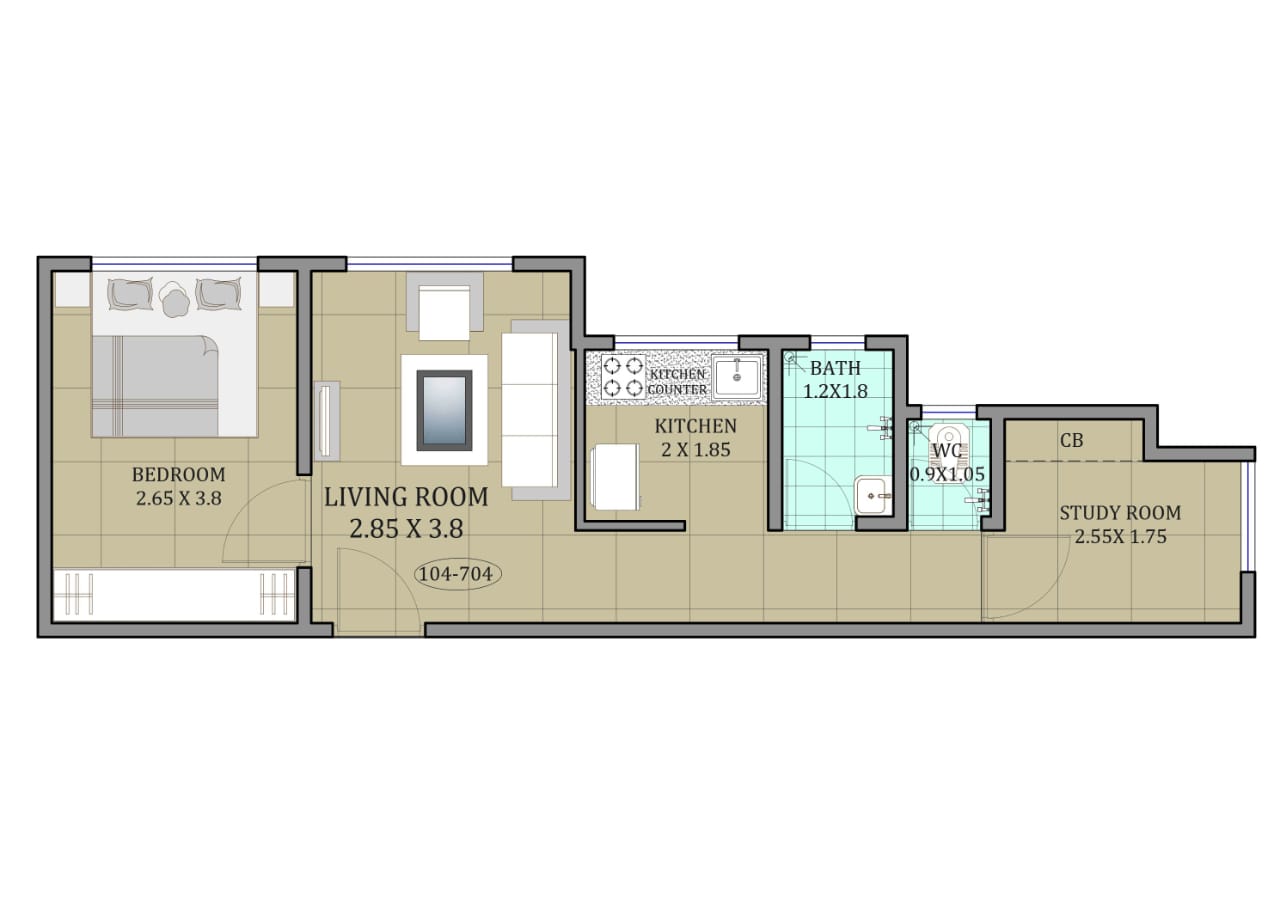 BEDROOM
2.65 X 3.8
LIVING ROOM
2.85 X 3.8
104-704
KITCHEN
COUNTER
KITCHEN
2 X 1.85
BATH
1.2X1.8
WC
0.9X1.05
CB
STUDY ROOM
2.55X 1.75